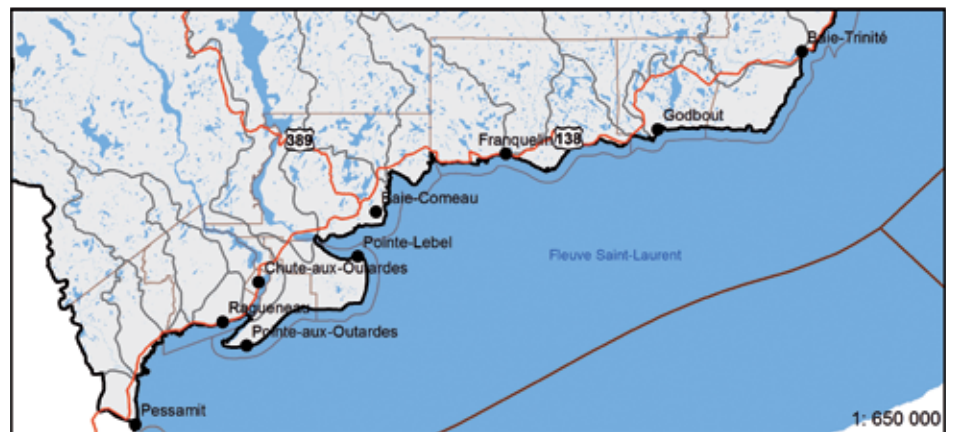 Baie-Trinité
Godbout
Franquelin
138
389
Baie-Comeau
Pointe-Lebel
Fleuve Saint-Laurent
Chute-aux-Outardes
Ragueneau
Pointe-aux-Outardes
Pessamit
1: 650 000